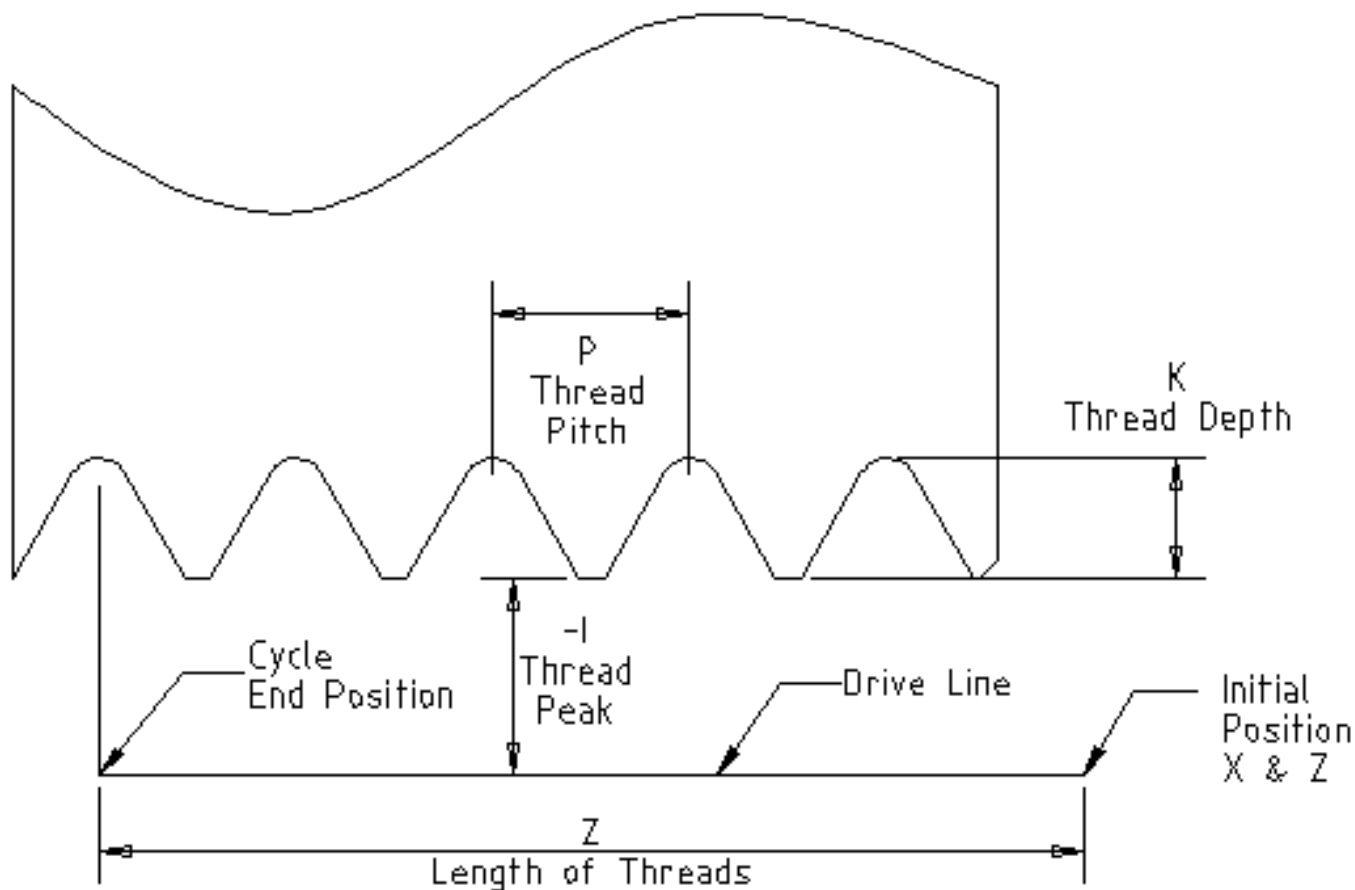 P
Thread
Pitch
K
Thread Depth
-I
Thread
Peak
Cycle
End Position
Drive Line
Initial
Position
X & Z
Z
Length of Threads